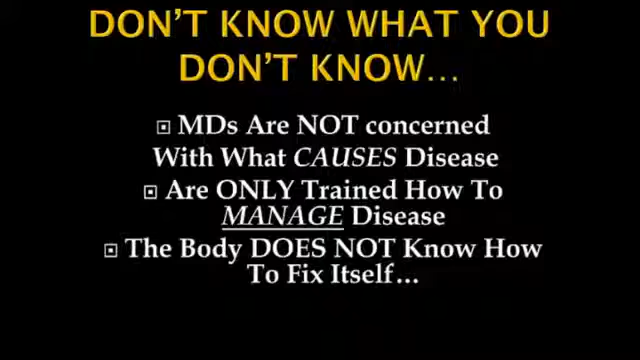 DON’T KNOW WHAT YOU
DON’T KNOW…
MDs Are NOT concerned
With What CAUSES Disease
Are ONLY Trained How To
MANAGE Disease
The Body DOES NOT Know How
To Fix Itself…